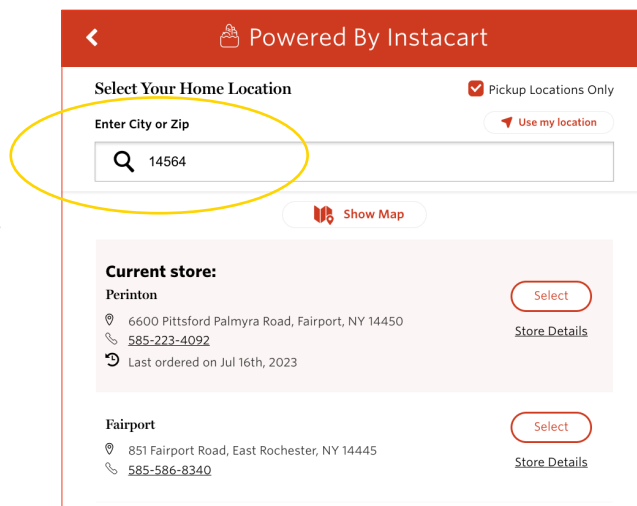 Powered By Instacart
Select Your Home Location
Pickup Locations Only
Enter City or Zip
Use my location
14564
Show Map
Current store:
Perinton
Select
6600 Pittsford Palmyra Road, Fairport, NY 14450
Store Details
585-223-4092
Last ordered on Jul 16th, 2023
Fairport
Select
851 Fairport Road, East Rochester, NY 14445
Store Details
585-586-8340